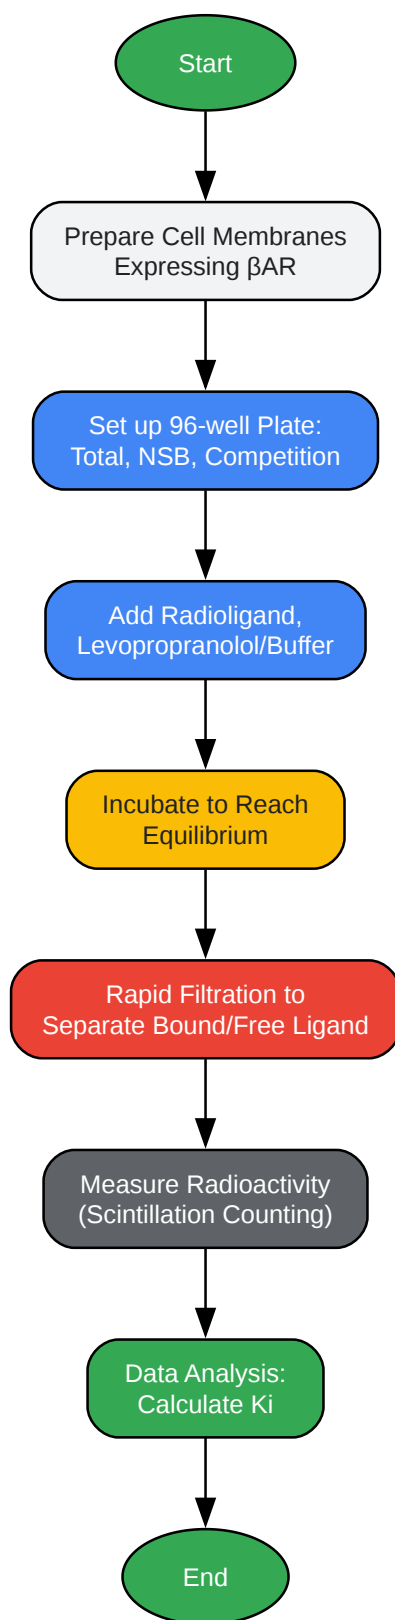 Start
Prepare Cell Membranes
Expressing βAR
Set up 96-well Plate:
Total, NSB, Competition
Add Radioligand,
Levopropranolol/Buffer
Incubate to Reach
Equilibrium
Rapid Filtration to
Separate Bound/Free Ligand
Measure Radioactivity
(Scintillation Counting)
Data Analysis:
Calculate Ki
End